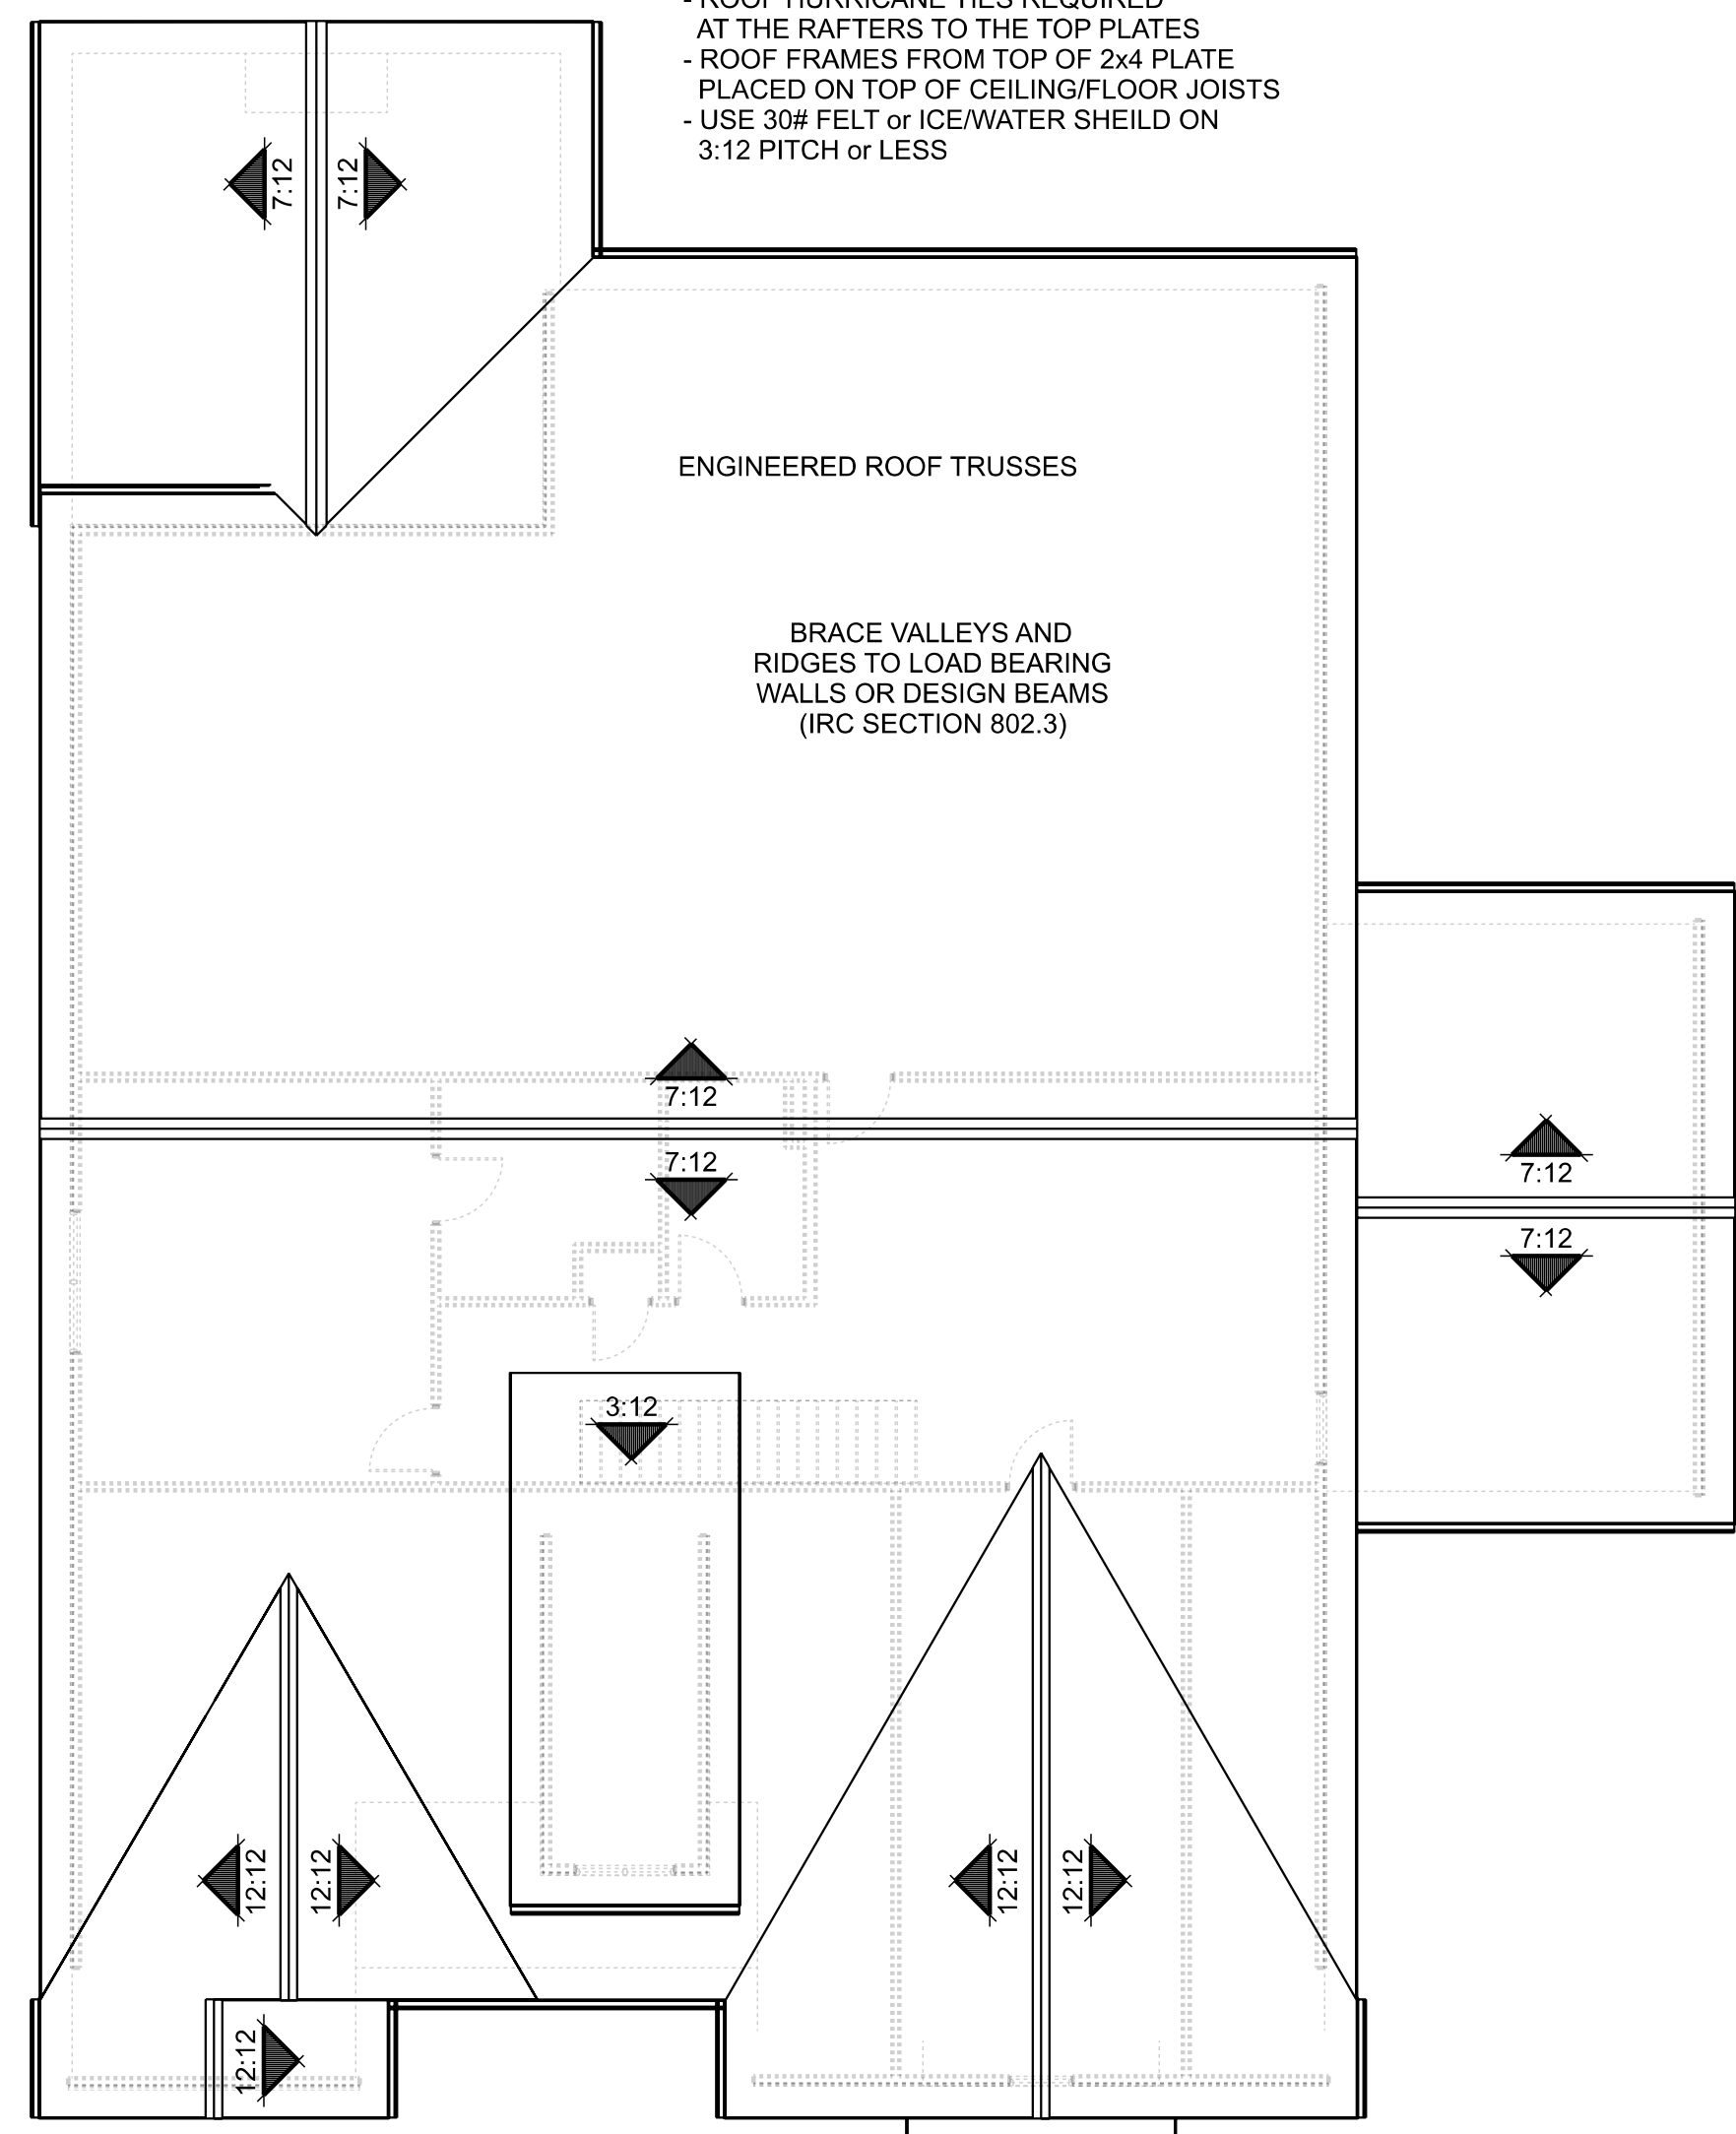 - ROOF HURRICANE TIES REQUIRED
AT THE RAFTERS TO THE TOP PLATES
- ROOF FRAMES FROM TOP OF 2x4 PLATE
PLACED ON TOP OF CEILING/FLOOR JOISTS
- USE 30# FELT or ICE/WATER SHEILD ON
3:12 PITCH or LESS
7:12
7:12
ENGINEERED ROOF TRUSSES
BRACE VALLEYS AND
RIDGES TO LOAD BEARING
WALLS OR DESIGN BEAMS
(IRC SECTION 802.3)
7:12
7:12
7:12
7:12
3:12
12:12
12:12
12:12
12:12
12:12